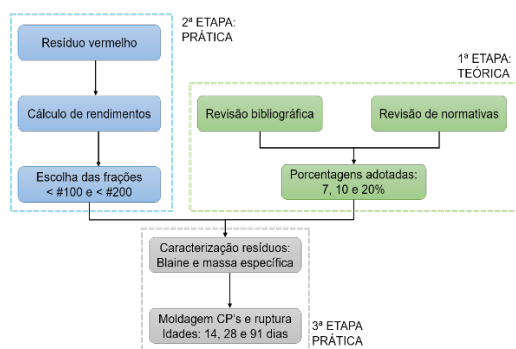 2ª ETAPA:
PRÁTICA
Resíduo vermelho
Cálculo de rendimentos
Escolha das frações
< #100 e < #200
1ª ETAPA:
TEÓRICA
Revisão bibliográfica
Revisão de normativas
Porcentagens adotadas:
7, 10 e 20%
Caracterização resíduos:
Blaine e massa específica
Moldagem CP's e ruptura
Idades: 14, 28 e 91 dias
3ª ETAPA
PRÁTICA